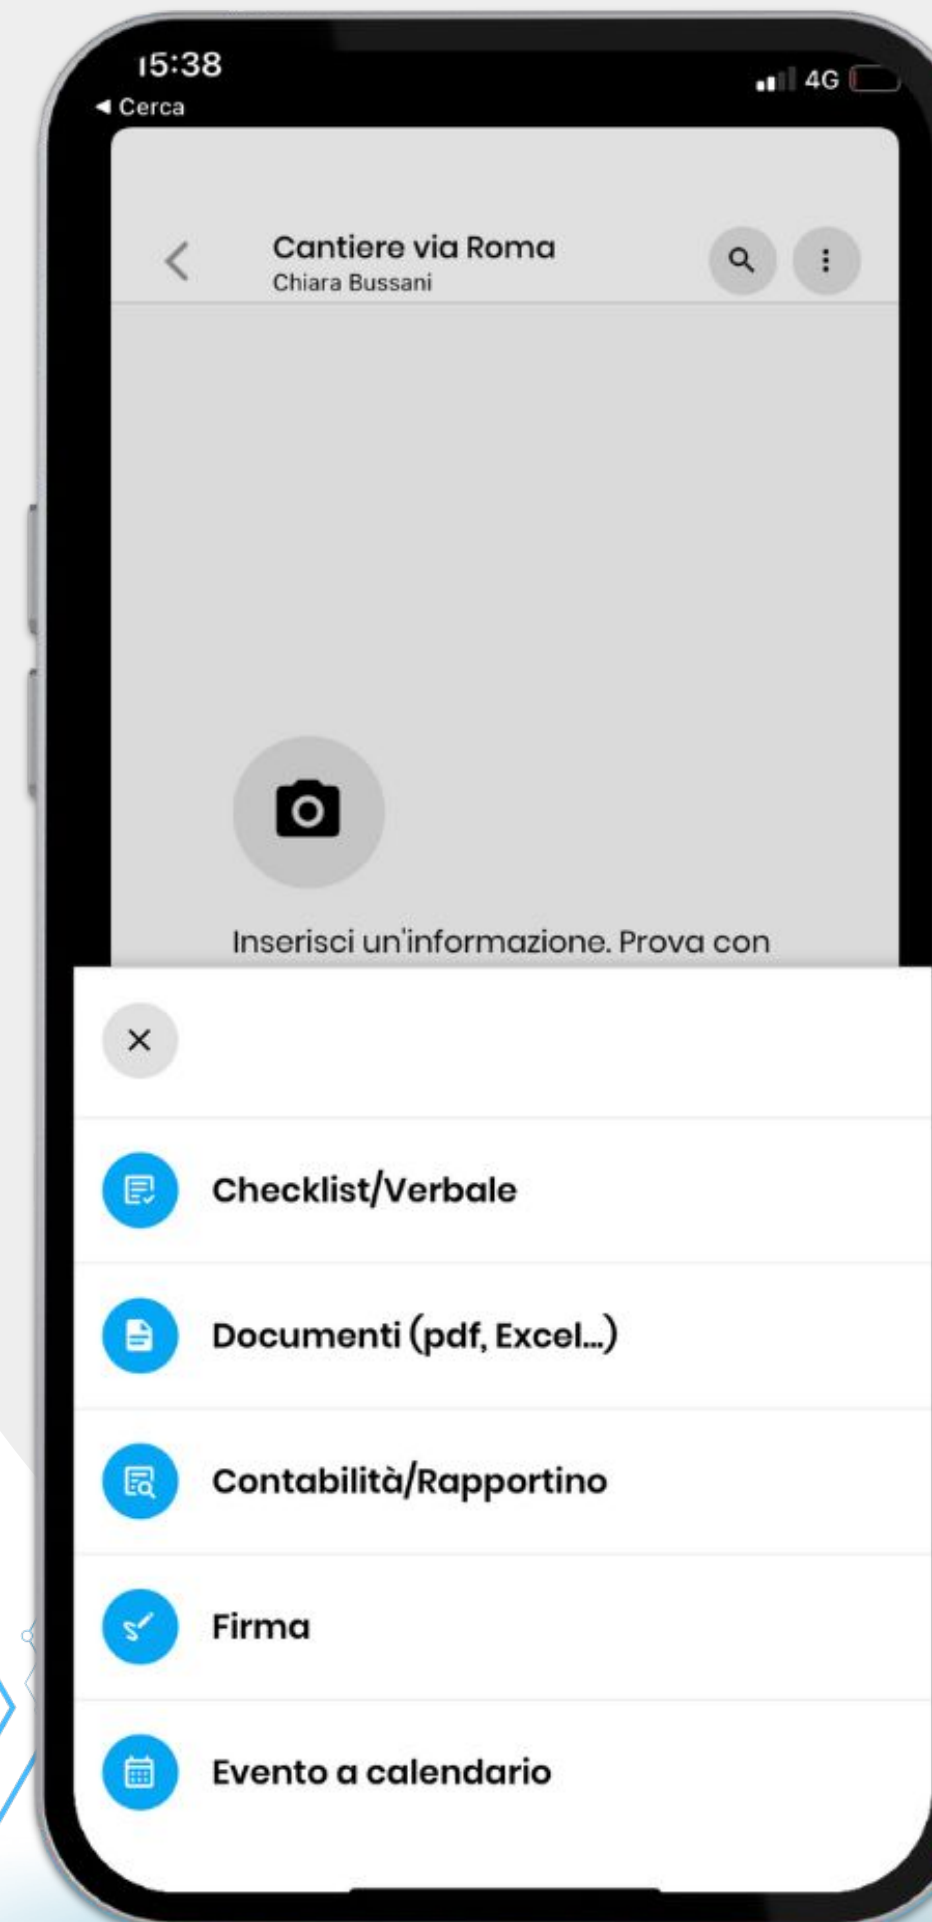 15:38
4G
◀ Cerca
Cantiere via Roma
Chiara Bussani
Inserisci un'informazione. Prova con
Checklist/Verbale
Documenti (pdf, Excel...)
Contabilità/Rapportino
Firma
Evento a calendario